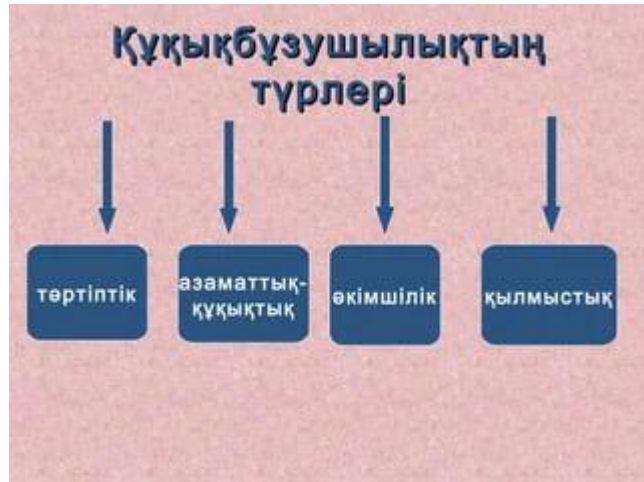 Құқықбұзушылықтың
түрлері
тәртіптік
азаматтық-
құқықтық
әкімшілік
қылмыстық